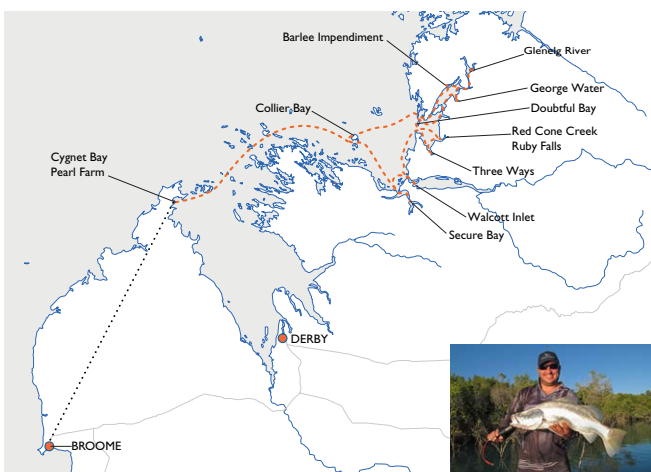 Barlee Impendiment
Glenelg River
George Water
Doubtful Bay
Collier Bay
Red Cone Creek
Ruby Falls
Cygnet Bay
Pearl Farm
Three Ways
Walcott Inlet
Secure Bay
DERBY
BROOME